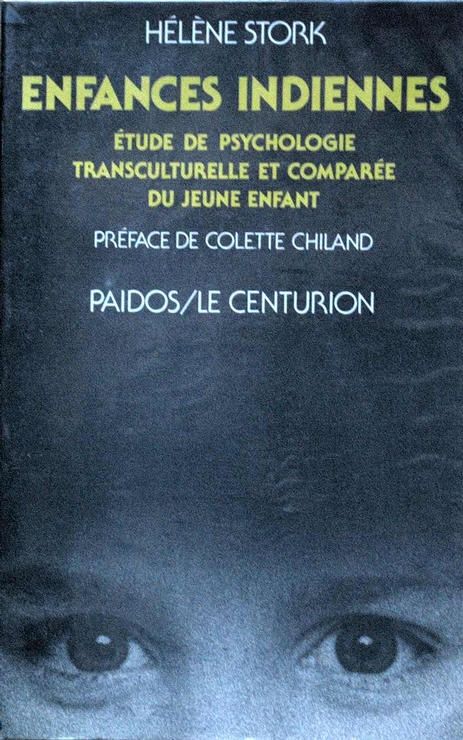 HÉLÈNE STORK
ENFANCES INDIENNES
ÉTUDE DE PSYCHOLOGIE
TRANSCULTURELLE ET COMPARÉE
DU JEUNE ENFANT
PRÉFACE DE COLETTE CHILAND
PAIDOS/LE CENTURION